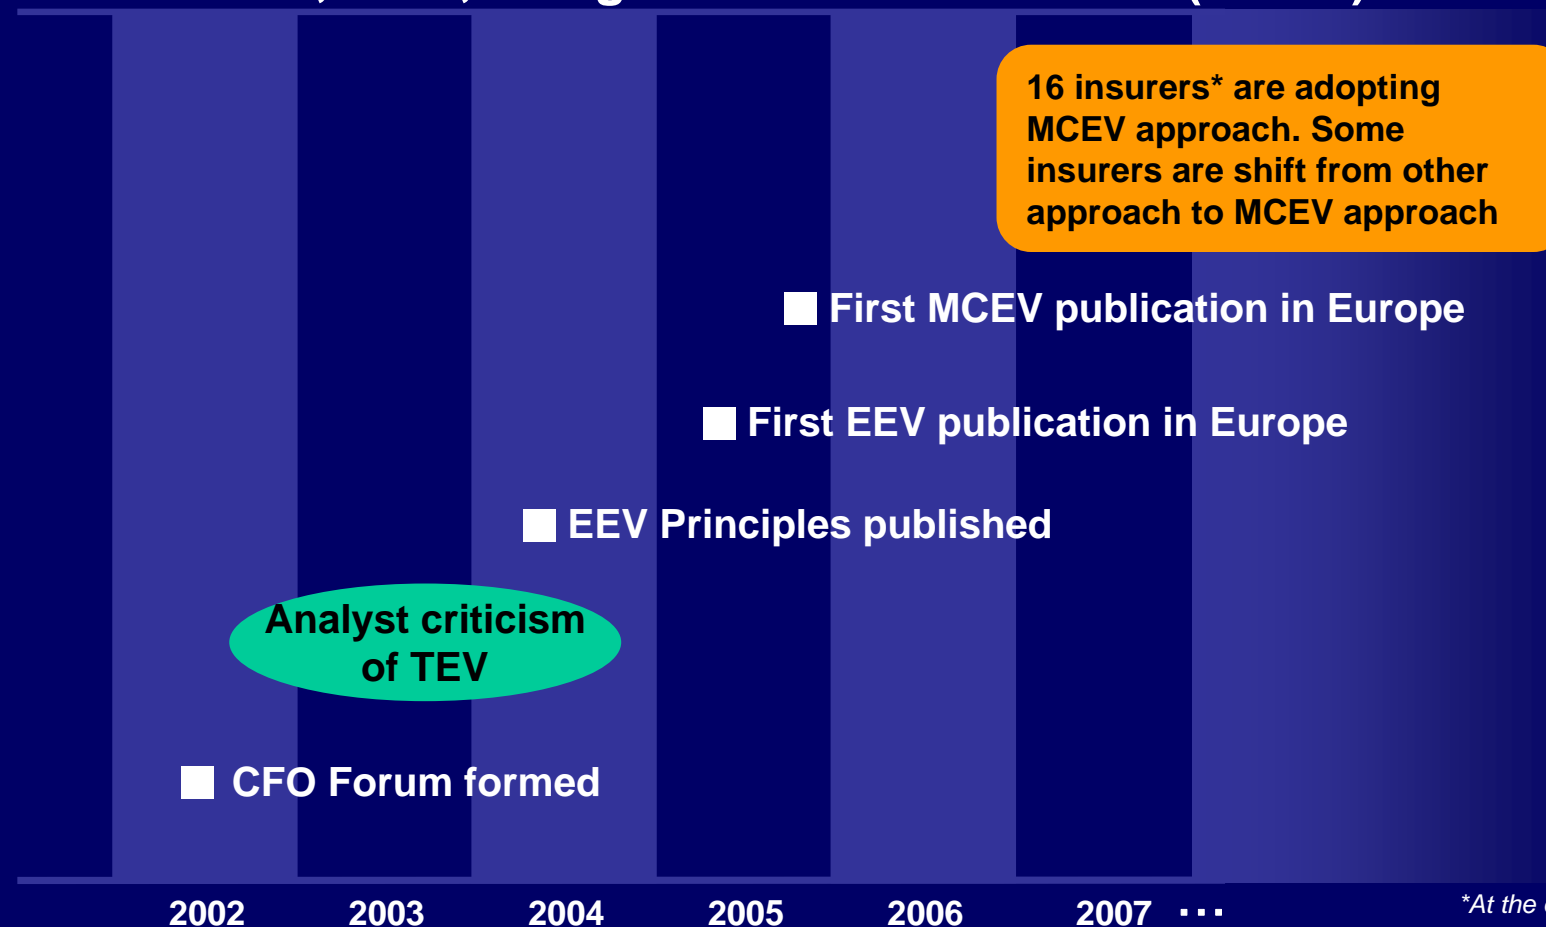 16 insurers* are adopting
MCEV approach. Some
insurers are shift from other
approach to MCEV approach
First MCEV publication in Europe
First EEV publication in Europe
EEV Principles published
Analyst criticism
of TEV
CFO Forum formed
2002 2003 2004 2005 2006 2007 ...
*At the